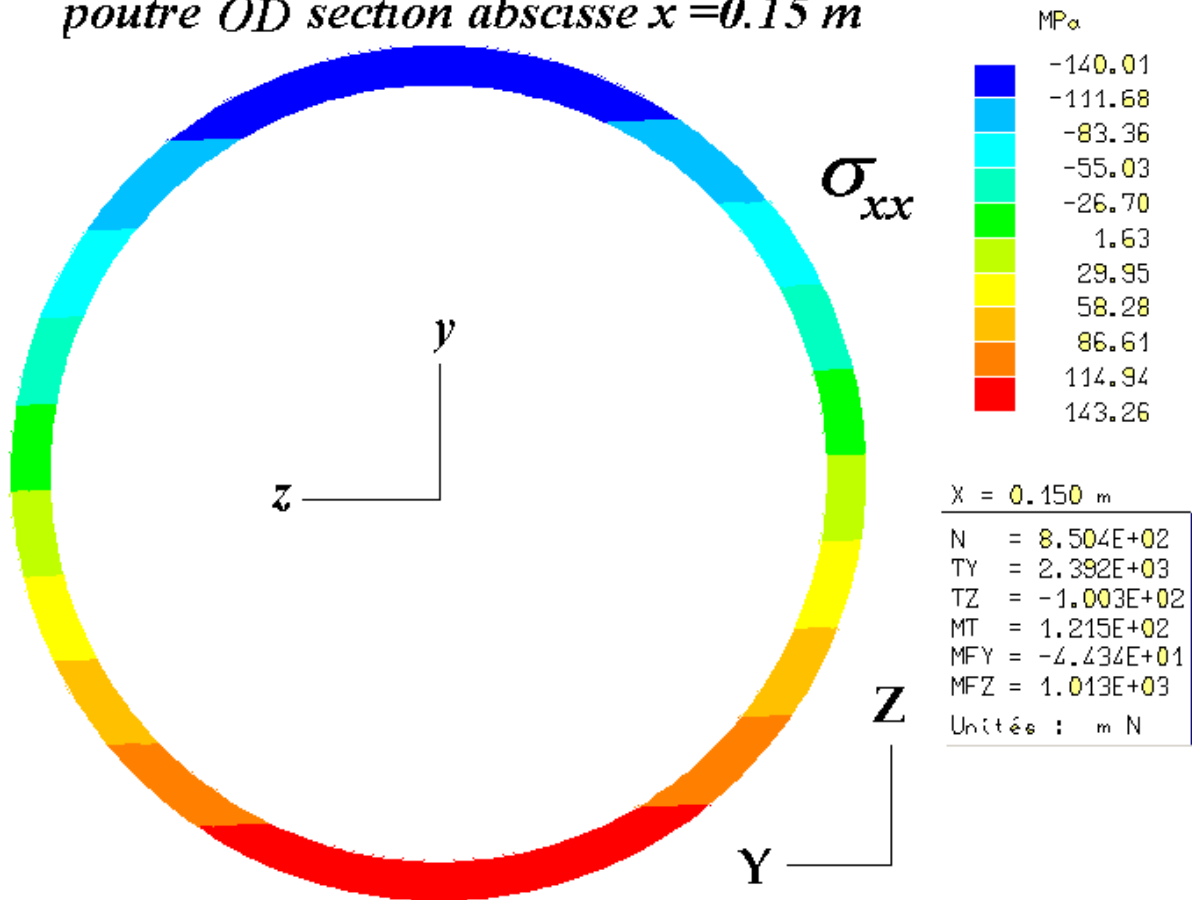 poutre OD section abscisse x =0.15 m
MPa
-140.01
-111.68
-83.36
-55.03
-26.70
1.63
29.95
58.28
86.61
114.94
143.26
σxx
y
z
X = 0.150 m
N = 8.504E+02
TY = 2.392E+03
TZ = -1.003E+02
MT = 1.215E+02
MFY = -4.434E+01
MFZ = 1.013E+03
Unités : m N
Z
Y